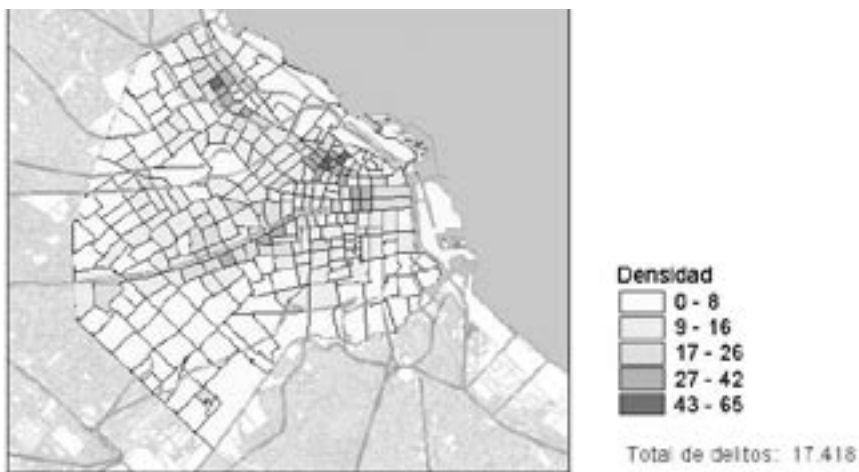 Densidad
0 - 8
9 - 16
17 - 26
27 - 42
43 - 65
Total de delitos: 17.418